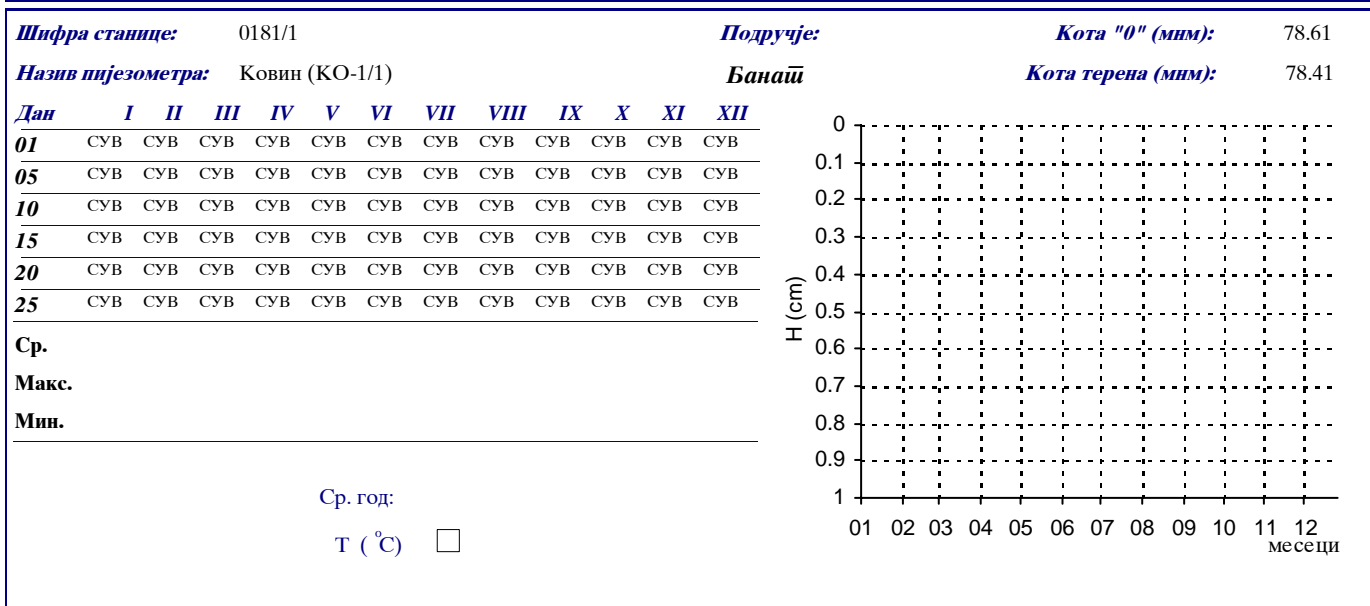 Шифра станице: 0181/1 Подручје: Кота "0" (мнм): 78.61
Назив пијезометра: Ковин (КО-1/1) Банат Кота терена (мнм): 78.41
Дан I II III IV V VI VII VIII IX X XI XII
01 СУВ СУВ СУВ СУВ СУВ СУВ СУВ СУВ СУВ СУВ СУВ СУВ
05 СУВ СУВ СУВ СУВ СУВ СУВ СУВ СУВ СУВ СУВ СУВ СУВ
10 СУВ СУВ СУВ СУВ СУВ СУВ СУВ СУВ СУВ СУВ СУВ СУВ
15 СУВ СУВ СУВ СУВ СУВ СУВ СУВ СУВ СУВ СУВ СУВ СУВ
20 СУВ СУВ СУВ СУВ СУВ СУВ СУВ СУВ СУВ СУВ СУВ СУВ
25 СУВ СУВ СУВ СУВ СУВ СУВ СУВ СУВ СУВ СУВ СУВ СУВ
Ср.
Макс.
Мин.
Ср. год:
Т ( °C)
H (cm)
0
0.1
0.2
0.3
0.4
0.5
0.6
0.7
0.8
0.9
1
01 02 03 04 05 06 07 08 09 10 11 12
месеци